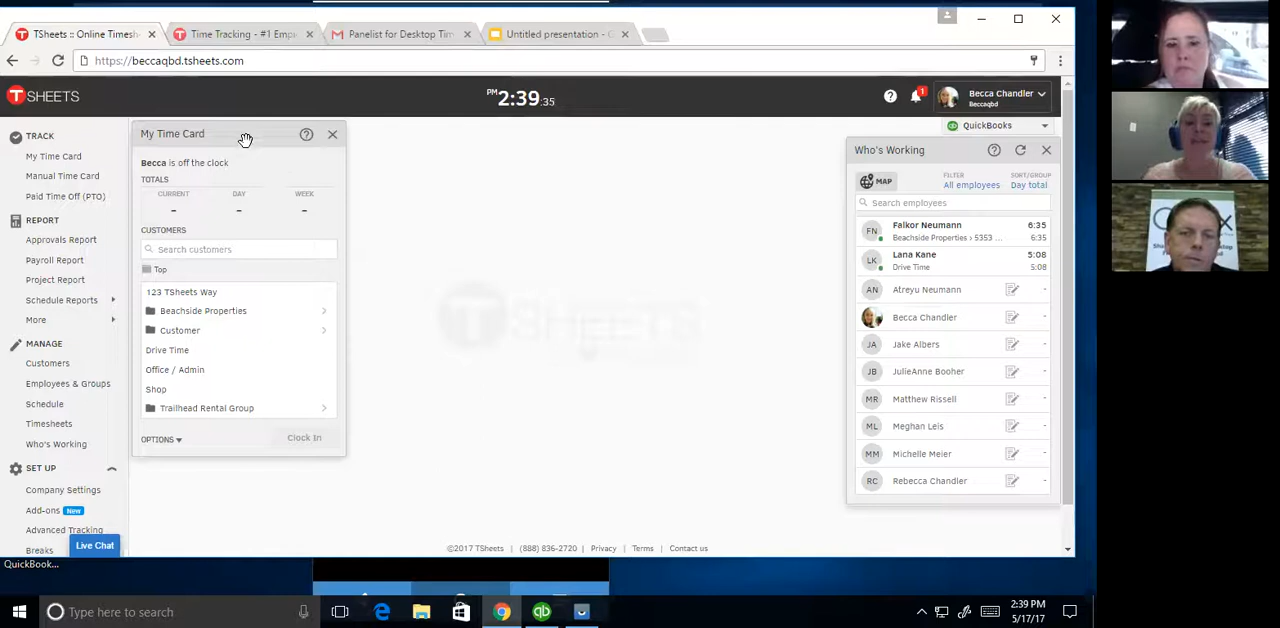 TSheets :: Online Timesh
Time Tracking - #1 Empl
Panelist for Desktop Tim
Untitled presentation - G
https://beccaqbd.tsheets.com
TSHEETS
PM 2:39:35
1
Becca Chandler
Beccaqbd
QuickBooks
TRACK
My Time Card
Manual Time Card
Paid Time Off (PTO)
REPORT
Approvals Report
Payroll Report
Project Report
Schedule Reports
More
MANAGE
Customers
Employees & Groups
Schedule
Timesheets
Who's Working
SET UP
Company Settings
Add-ons New
Advanced Tracking
Breaks
Live Chat
My Time Card
Becca is off the clock
TOTALS
CURRENT DAY WEEK
- - -
CUSTOMERS
Search customers
Top
123 TSheets Way
Beachside Properties
Customer
Drive Time
Office / Admin
Shop
Trailhead Rental Group
OPTIONS
Clock In
TSHEETS
Who's Working
MAP
FILTER
All employees
SORT/GROUP
Day total
Search employees
FN Falkor Neumann 6:35
Beachside Properties › 5353 ... 6:35
LK Lana Kane 5:08
Drive Time 5:08
AN Atreyu Neumann -
Becca Chandler -
JA Jake Albers -
JB JulieAnne Booher -
MR Matthew Rissell -
ML Meghan Leis -
MM Michelle Meier -
RC Rebecca Chandler -
©2017 TSheets | (888) 836-2720 | Privacy | Terms | Contact us
QuickBook...
Type here to search
2:39 PM
5/17/17